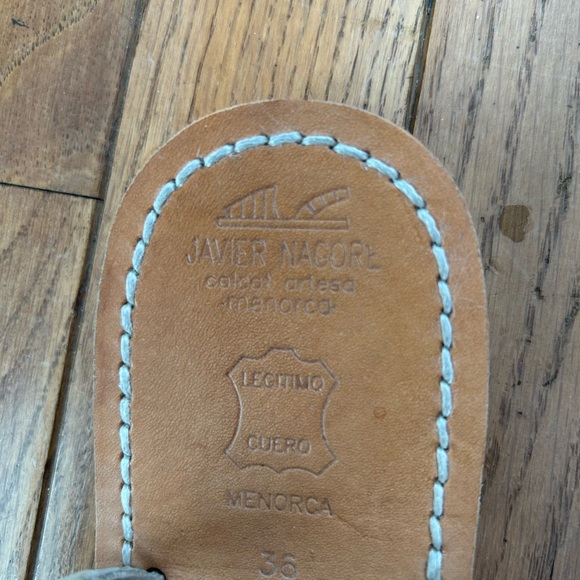 JAVIER NAGORE
calçat artesà
-menorca-
LEGITIMO
CUERO
MENORCA
36